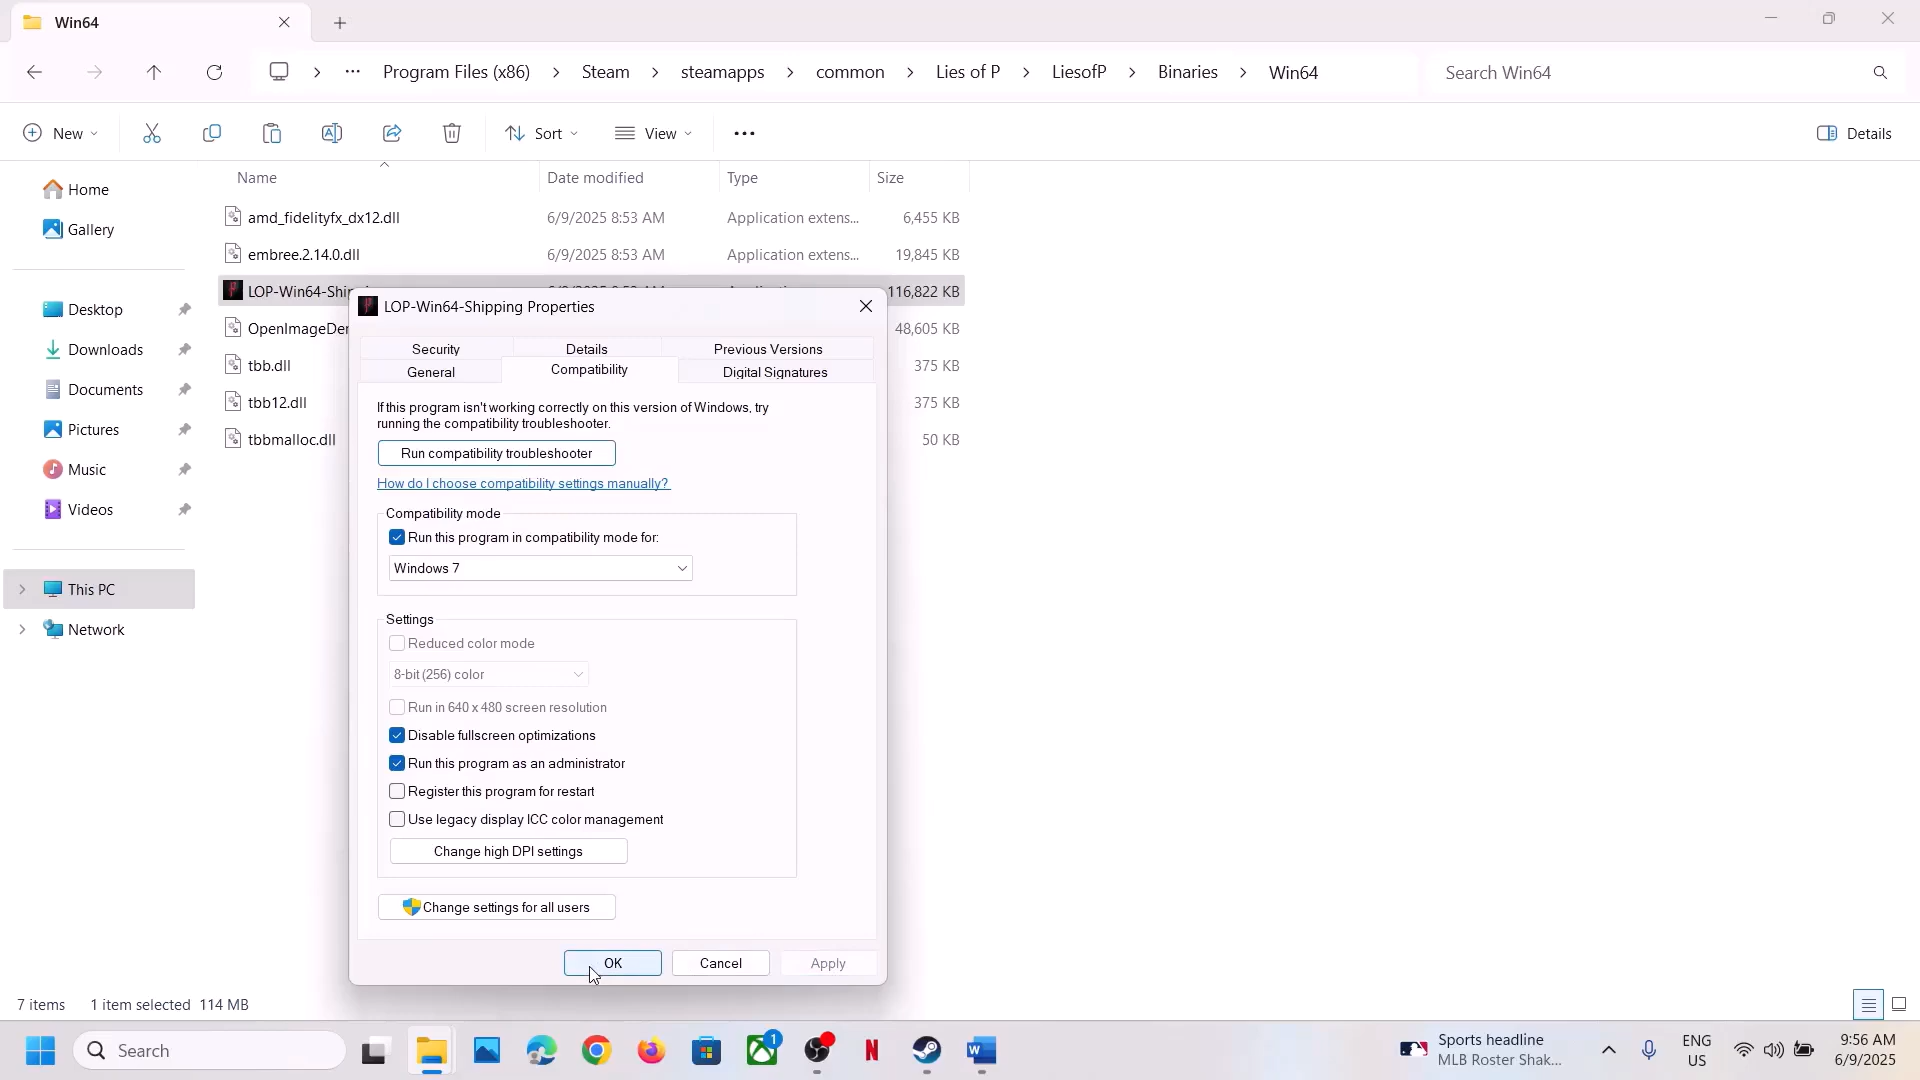 Win64
Program Files (x86) > Steam > steamapps > common > Lies of P > LiesofP > Binaries > Win64
Search Win64
New
Sort
View
Details
Home
Gallery
Desktop
Downloads
Documents
Pictures
Music
Videos
This PC
Network
Name Date modified Type Size
amd_fidelityfx_dx12.dll 6/9/2025 8:53 AM Application extens... 6,455 KB
embree.2.14.0.dll 6/9/2025 8:53 AM Application extens... 19,845 KB
LOP-Win64-Shi 116,822 KB
OpenImageDe 48,605 KB
tbb.dll 375 KB
tbb12.dll 375 KB
tbbmalloc.dll 50 KB
LOP-Win64-Shipping Properties
Security Details Previous Versions
General Compatibility Digital Signatures
If this program isn't working correctly on this version of Windows, try
running the compatibility troubleshooter.
Run compatibility troubleshooter
How do I choose compatibility settings manually?
Compatibility mode
Run this program in compatibility mode for:
Windows 7
Settings
Reduced color mode
8-bit (256) color
Run in 640 x 480 screen resolution
Disable fullscreen optimizations
Run this program as an administrator
Register this program for restart
Use legacy display ICC color management
Change high DPI settings
Change settings for all users
OK Cancel Apply
7 items 1 item selected 114 MB
Search
1
Sports headline
MLB Roster Shak...
ENG
US
9:56 AM
6/9/2025